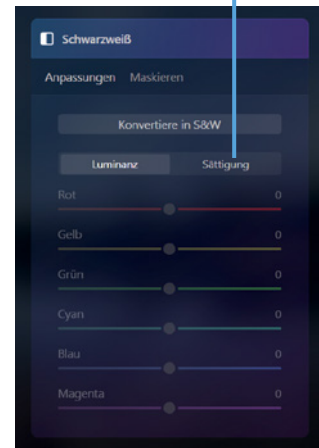 Schwarzweiß
Anpassungen Maskieren
Konvertiere in S&W
Luminanz Sättigung
Rot 0
Gelb 0
Grün 0
Cyan 0
Blau 0
Magenta 0